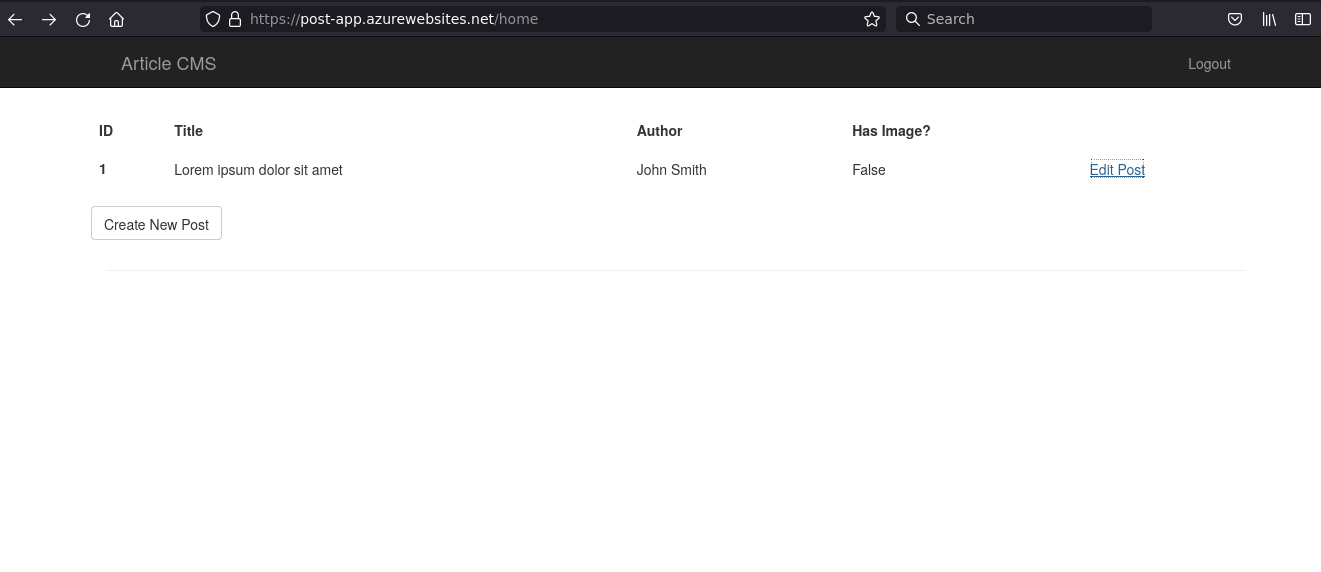 https://post-app.azurewebsites.net/home Search
Article CMS Logout
ID Title Author Has Image?
1 Lorem ipsum dolor sit amet John Smith False Edit Post
Create New Post